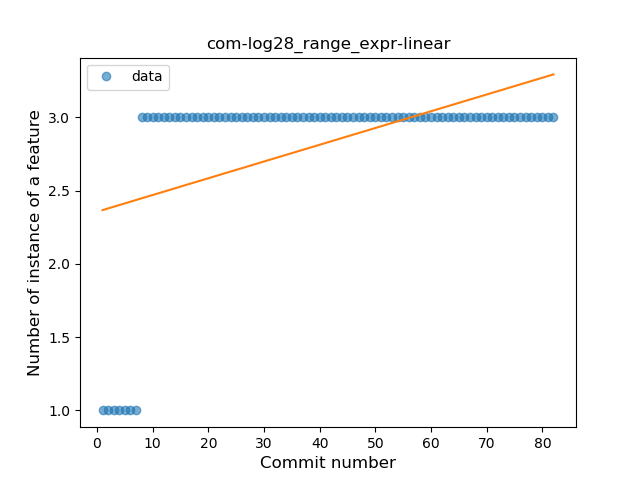 com-log28_range_expr-linear
data
Number of instance of a feature
3.0
2.5
2.0
1.5
1.0
0 10 20 30 40 50 60 70 80
Commit number